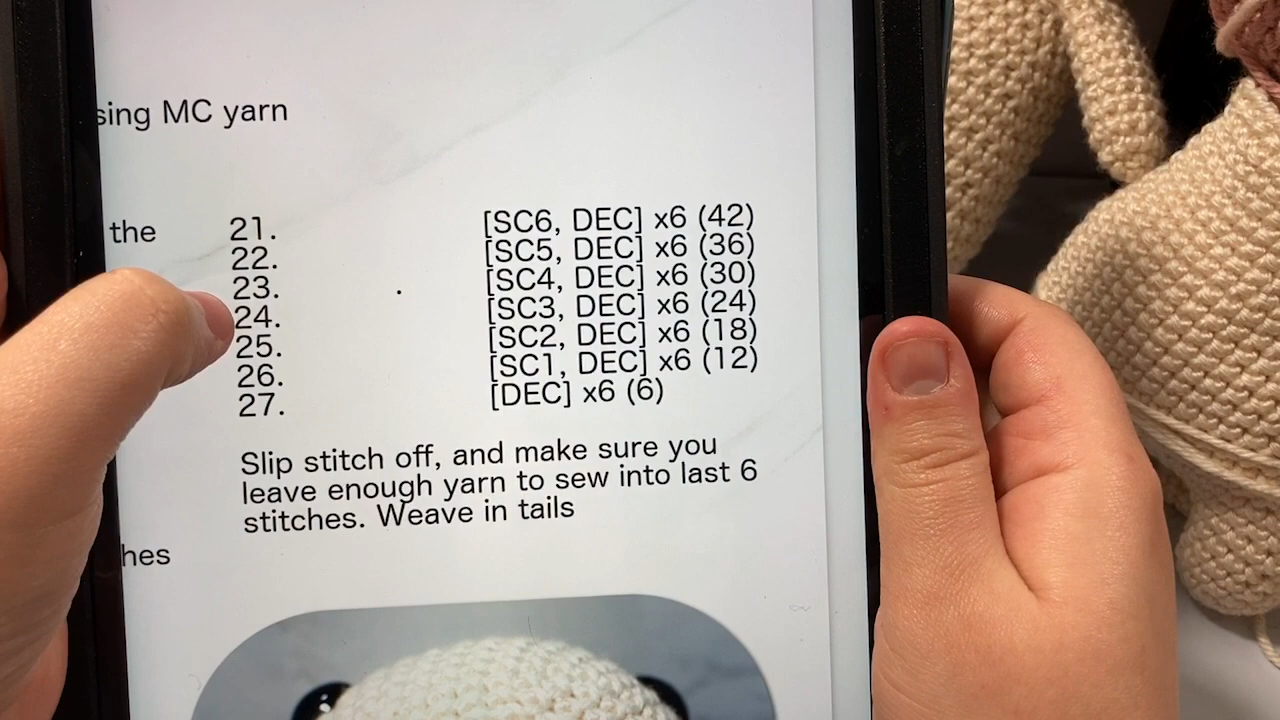 sing MC yarn
the
21. [SC6, DEC] x6 (42)
22. [SC5, DEC] x6 (36)
23. [SC4, DEC] x6 (30)
24. [SC3, DEC] x6 (24)
25. [SC2, DEC] x6 (18)
26. [SC1, DEC] x6 (12)
27. [DEC] x6 (6)
Slip stitch off, and make sure you
leave enough yarn to sew into last 6
stitches. Weave in tails
hes